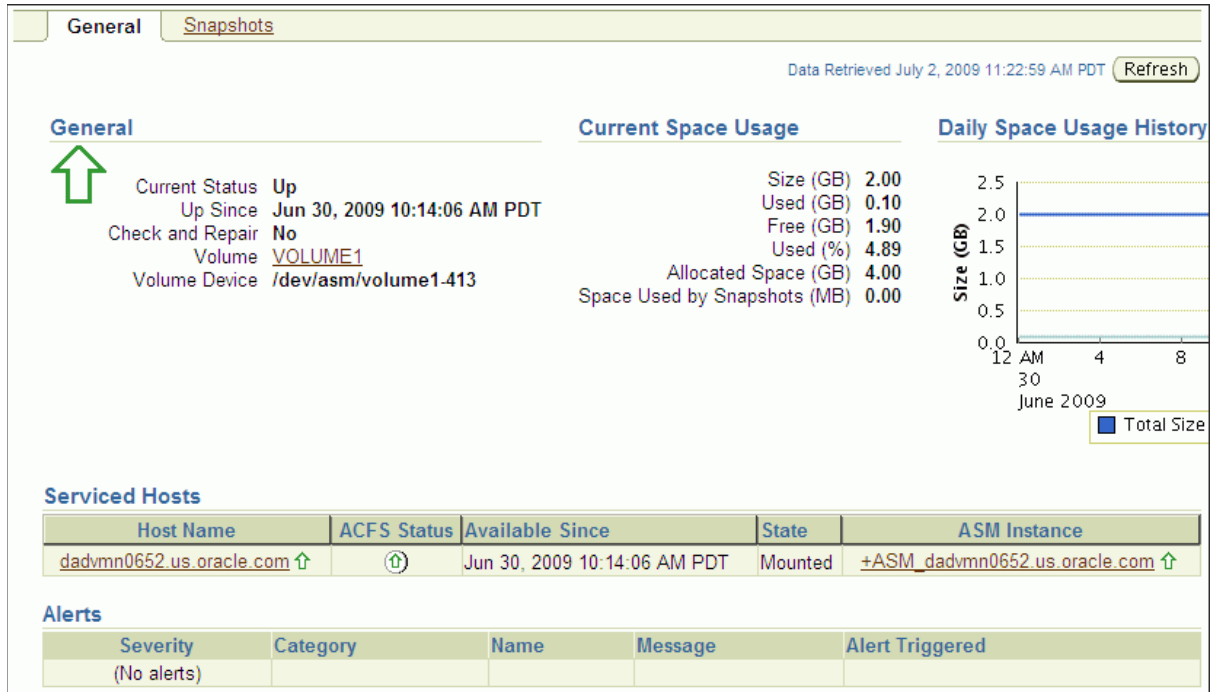 General Snapshots
Data Retrieved July 2, 2009 11:22:59 AM PDT Refresh
General
Current Status Up
Up Since Jun 30, 2009 10:14:06 AM PDT
Check and Repair No
Volume VOLUME1
Volume Device /dev/asm/volume1-413
Current Space Usage
Size (GB) 2.00
Used (GB) 0.10
Free (GB) 1.90
Used (%) 4.89
Allocated Space (GB) 4.00
Space Used by Snapshots (MB) 0.00
Daily Space Usage History
Size (GB)
2.5
2.0
1.5
1.0
0.5
0.0
12 AM 4 8
30
June 2009
Total Size
Serviced Hosts
Host Name ACFS Status Available Since State ASM Instance
dadvmn0652.us.oracle.com Jun 30, 2009 10:14:06 AM PDT Mounted +ASM_dadvmn0652.us.oracle.com
Alerts
Severity Category Name Message Alert Triggered
(No alerts)